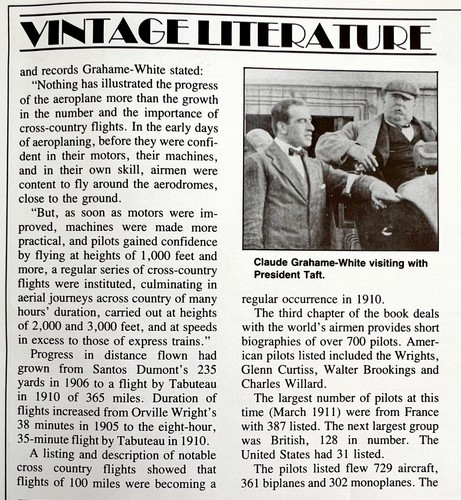 VINTAGE LITERATURE
and records Grahame-White stated:
“Nothing has illustrated the progress
of the aeroplane more than the growth
in the number and the importance of
cross-country flights. In the early days
of aeroplaning, before they were confi-
dent in their motors, their machines,
and in their own skill, airmen were
content to fly around the aerodromes,
close to the ground.
“But, as soon as motors were im-
proved, machines were made more
practical, and pilots gained confidence
by flying at heights of 1,000 feet and
more, a regular series of cross-country
flights were instituted, culminating in
aerial journeys across country of many
hours’ duration, carried out at heights
of 2,000 and 3,000 feet, and at speeds
in excess to those of express trains.”
Progress in distance flown had
grown from Santos Dumont’s 235
yards in 1906 to a flight by Tabuteau
in 1910 of 365 miles. Duration of
flights increased from Orville Wright’s
38 minutes in 1905 to the eight-hour,
35-minute flight by Tabuteau in 1910.
A listing and description of notable
cross country flights showed that
flights of 100 miles were becoming a
Claude Grahame-White visiting with
President Taft.
regular occurrence in 1910.
The third chapter of the book deals
with the world’s airmen provides short
biographies of over 700 pilots. Amer-
ican pilots listed included the Wrights,
Glenn Curtiss, Walter Brookings and
Charles Willard.
The largest number of pilots at this
time (March 1911) were from France
with 387 listed. The next largest group
was British, 128 in number. The
United States had 31 listed.
The pilots listed flew 729 aircraft,
361 biplanes and 302 monoplanes. The